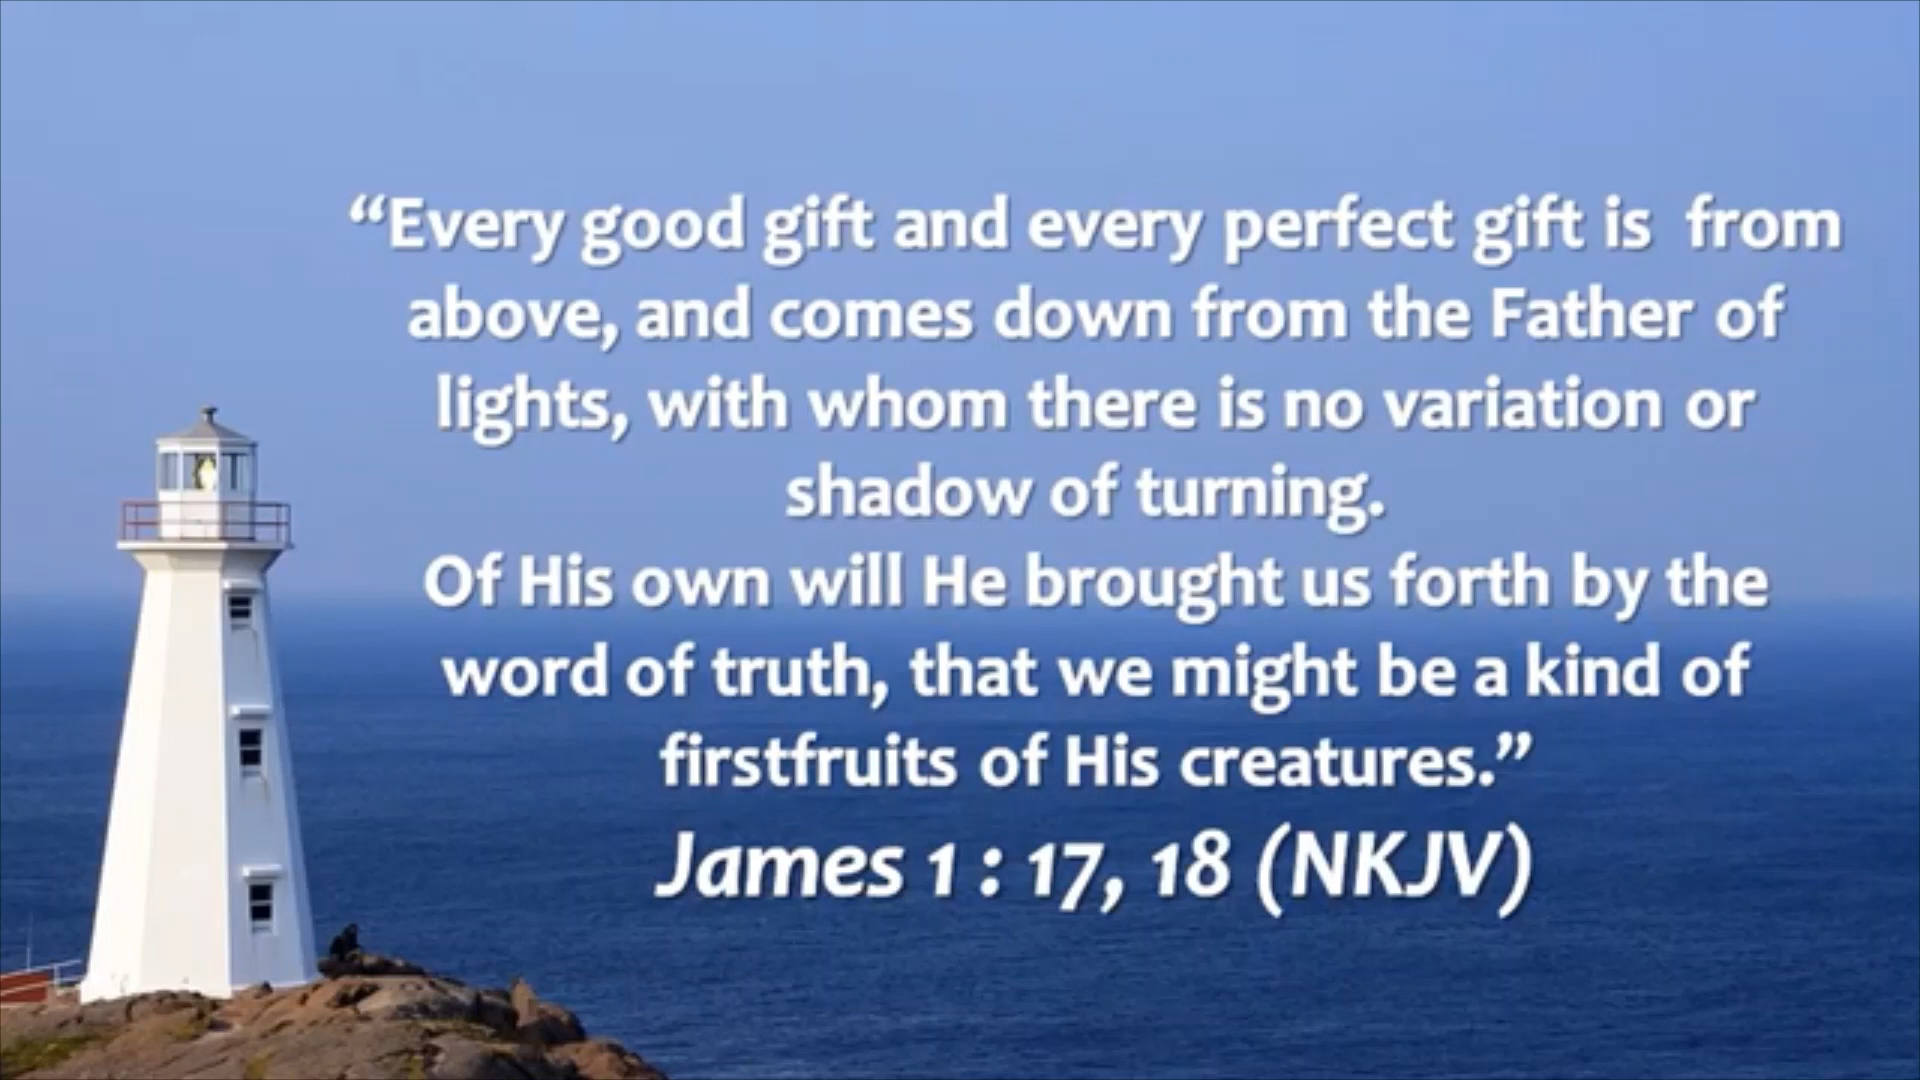 “Every good gift and every perfect gift is  from
above, and comes down from the Father of
lights, with whom there is no variation or
shadow of turning.
Of His own will He brought us forth by the
word of truth, that we might be a kind of
firstfruits of His creatures.”
James 1 : 17, 18 (NKJV)